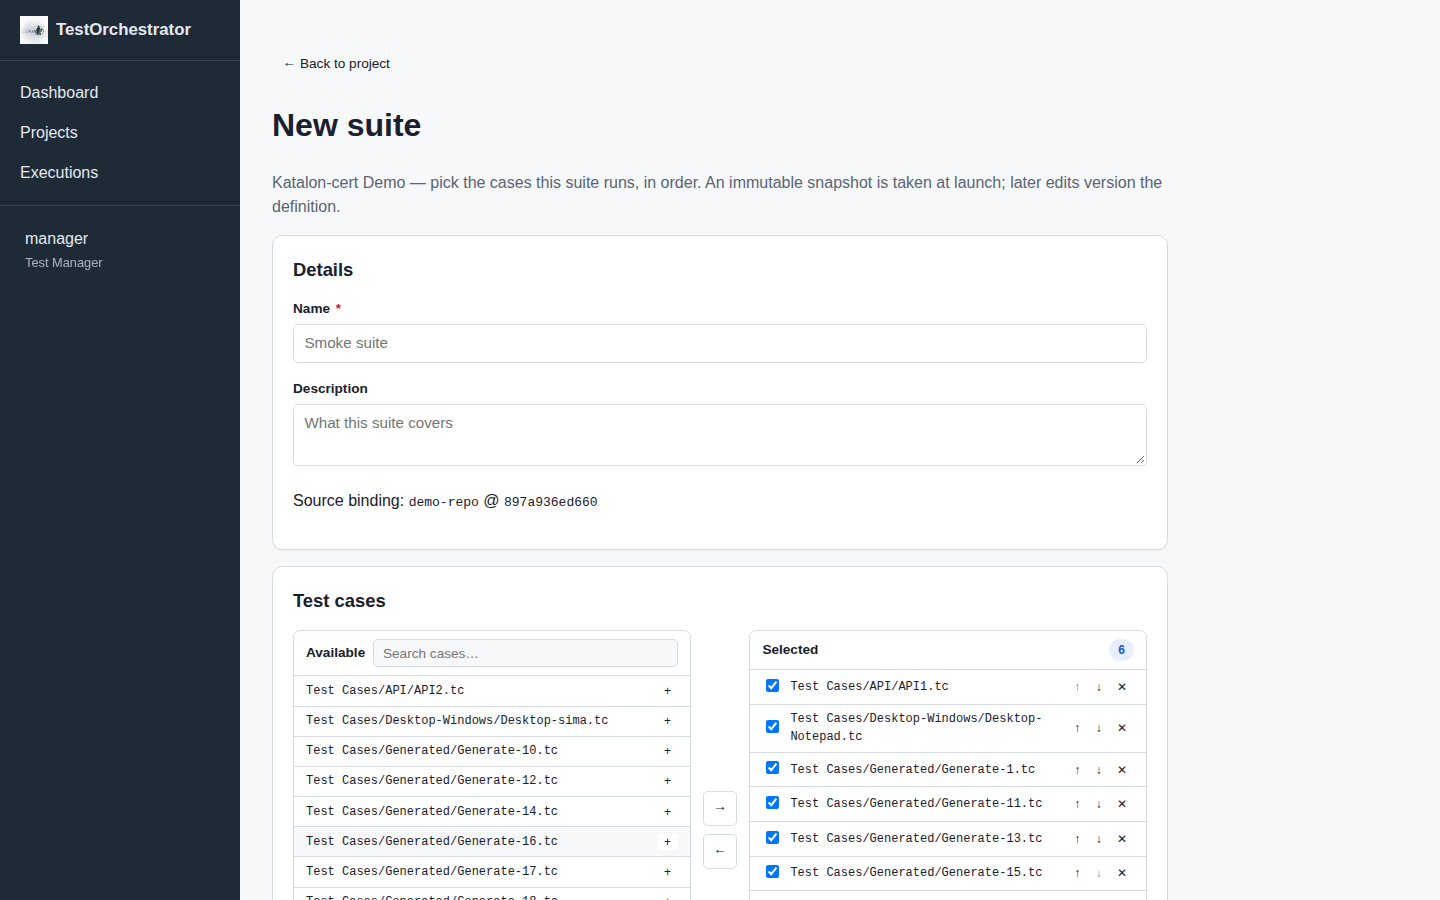 TestOrchestrator
Dashboard
Projects
Executions
manager
Test Manager
← Back to project
New suite
Katalon-cert Demo — pick the cases this suite runs, in order. An immutable snapshot is taken at launch; later edits version the
definition.
Details
Name *
Smoke suite
Description
What this suite covers
Source binding: demo-repo @ 897a936ed660
Test cases
Available Search cases…
Test Cases/API/API2.tc +
Test Cases/Desktop-Windows/Desktop-sima.tc +
Test Cases/Generated/Generate-10.tc +
Test Cases/Generated/Generate-12.tc +
Test Cases/Generated/Generate-14.tc +
Test Cases/Generated/Generate-16.tc +
Test Cases/Generated/Generate-17.tc +
Test Cases/Generated/Generate-18.tc +
→
←
Selected 6
Test Cases/API/API1.tc ↑ ↓ ✕
Test Cases/Desktop-Windows/Desktop-
Notepad.tc ↑ ↓ ✕
Test Cases/Generated/Generate-1.tc ↑ ↓ ✕
Test Cases/Generated/Generate-11.tc ↑ ↓ ✕
Test Cases/Generated/Generate-13.tc ↑ ↓ ✕
Test Cases/Generated/Generate-15.tc ↑ ↓ ✕